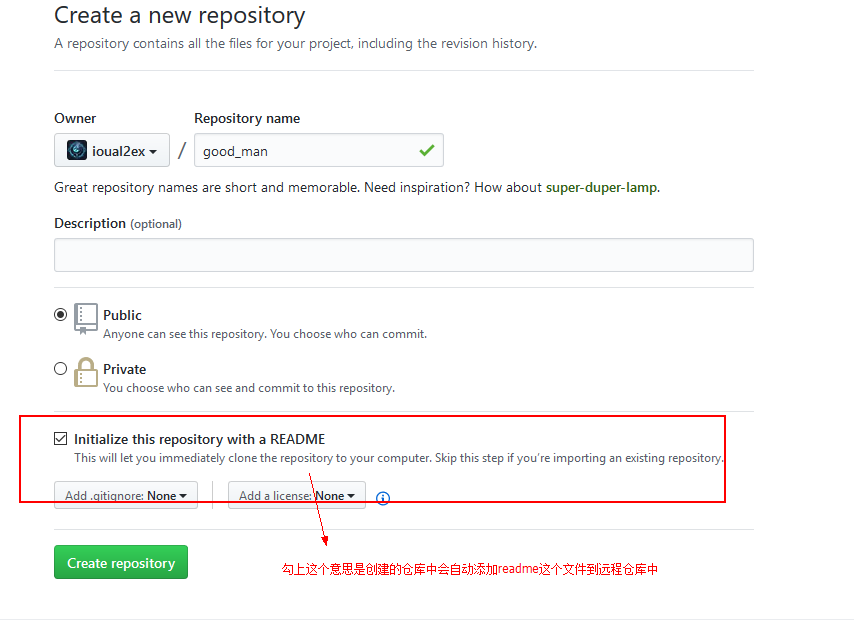 Create a new repository
A repository contains all the files for your project, including the revision history.
Owner
Repository name
ioual2ex
/
good_man
Great repository names are short and memorable. Need inspiration? How about super-duper-lamp.
Description (optional)
Public
Anyone can see this repository. You choose who can commit.
Private
You choose who can see and commit to this repository.
Initialize this repository with a README
This will let you immediately clone the repository to your computer. Skip this step if you're importing an existing repository.
Add .gitignore: None
Add a license: None
Create repository
勾上这个意思是创建的仓库中会自动添加readme这个文件到远程仓库中